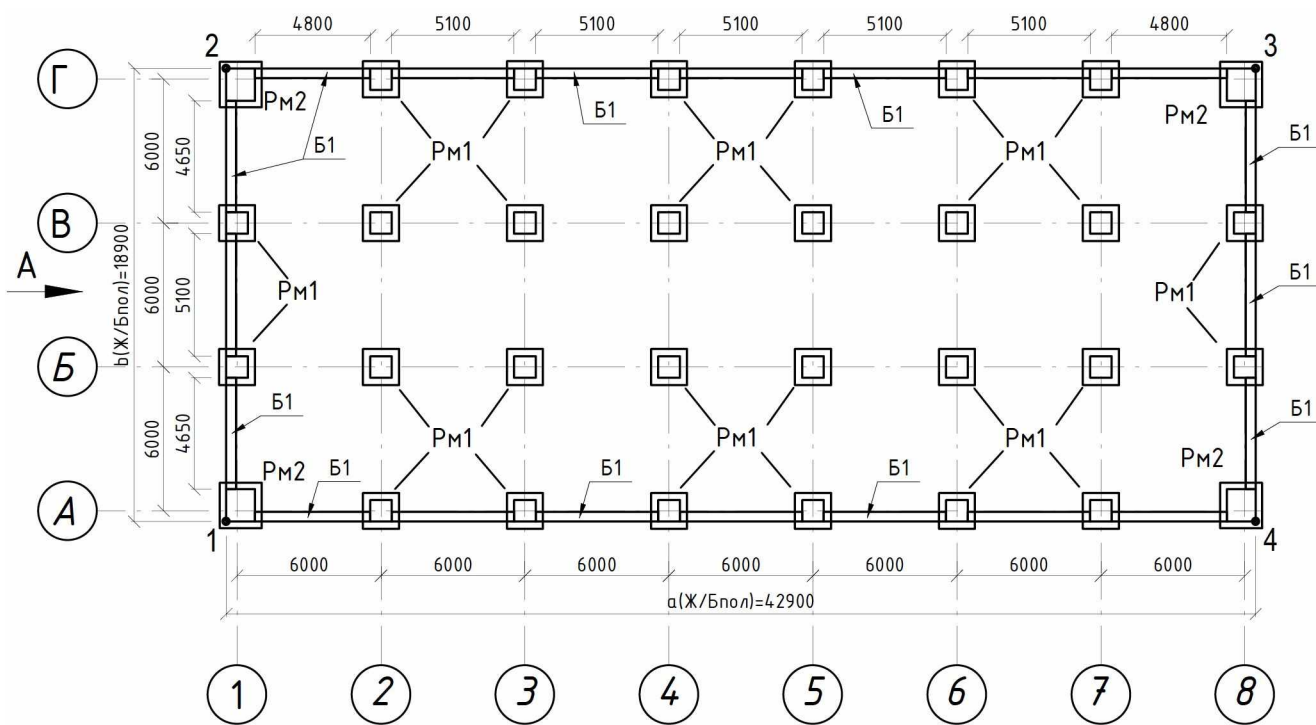 4800 5100 5100 5100 5100 5100 4800
2 3
Г
Рм2 Б1 Б1 Рм2
Б1 Рм1 Рм1 Рм1 Б1
6000 4650
В
А
b(Ж/Бпол)=18900
6000 5100
Рм1 Рм1 Б1
Б
6000 4650
Б1 Рм1 Рм1 Рм1 Б1
Рм2 Б1 Б1 Б1 Рм2
А
1 4
6000 6000 6000 6000 6000 6000 6000
a(Ж/Бпол)=42900
1 2 3 4 5 6 7 8